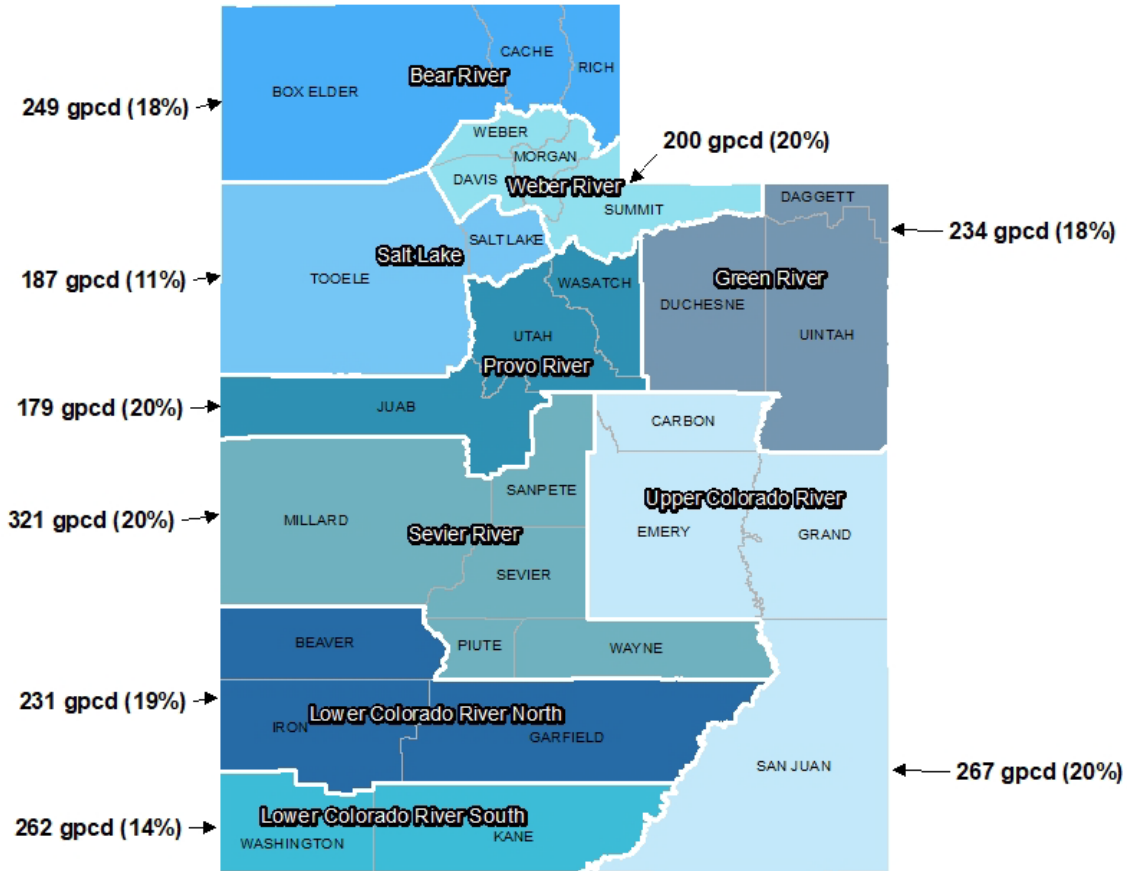 CACHE
RICH
Bear River
BOX ELDER
249 gpcd (18%)
WEBER
200 gpcd (20%)
MORGAN
DAVIS
Weber River
DAGGETT
SUMMIT
234 gpcd (18%)
SALT LAKE
Salt Lake
187 gpcd (11%)
TOOELE
WASATCH
Green River
DUCHESNE
UINTAH
UTAH
Provo River
179 gpcd (20%)
JUAB
CARBON
SANPETE
Upper Colorado River
321 gpcd (20%)
MILLARD
Sevier River
EMERY
GRAND
SEVIER
BEAVER
PIUTE
WAYNE
231 gpcd (19%)
Lower Colorado River North
IRON
GARFIELD
SAN JUAN
267 gpcd (20%)
Lower Colorado River South
262 gpcd (14%)
WASHINGTON
KANE